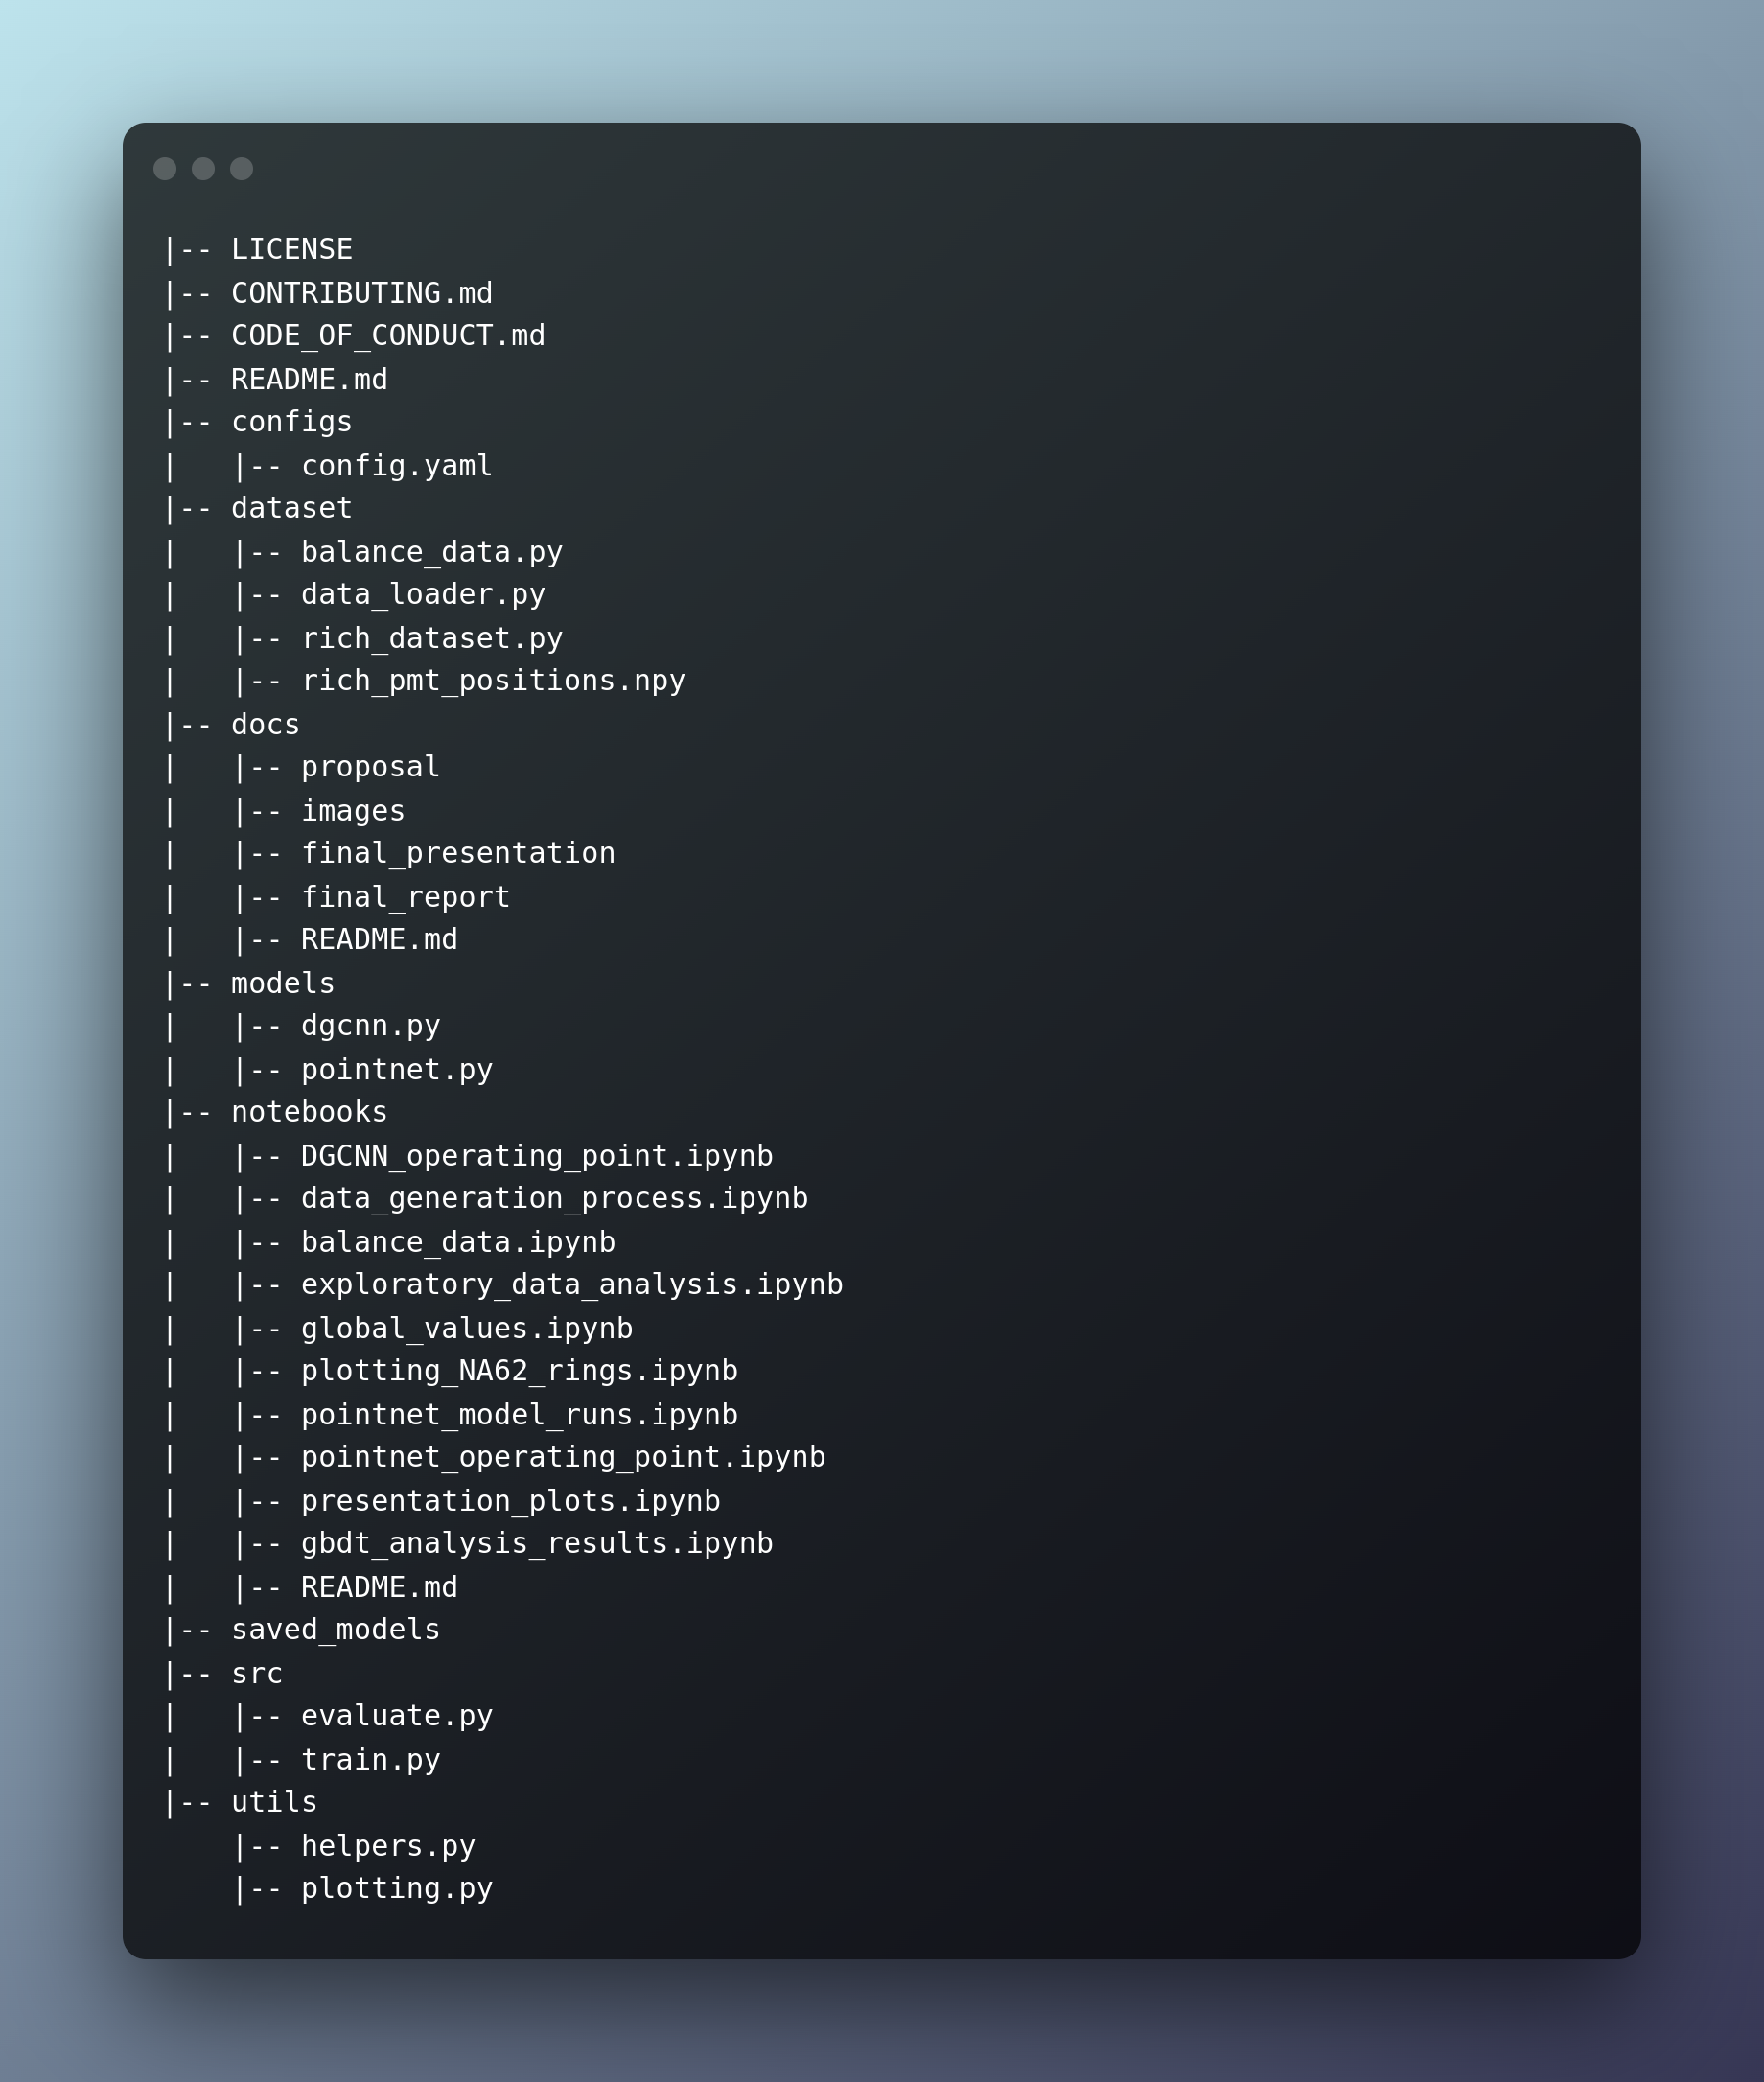 |-- LICENSE
|-- CONTRIBUTING.md
|-- CODE_OF_CONDUCT.md
|-- README.md
|-- configs
|   |-- config.yaml
|-- dataset
|   |-- balance_data.py
|   |-- data_loader.py
|   |-- rich_dataset.py
|   |-- rich_pmt_positions.npy
|-- docs
|   |-- proposal
|   |-- images
|   |-- final_presentation
|   |-- final_report
|   |-- README.md
|-- models
|   |-- dgcnn.py
|   |-- pointnet.py
|-- notebooks
|   |-- DGCNN_operating_point.ipynb
|   |-- data_generation_process.ipynb
|   |-- balance_data.ipynb
|   |-- exploratory_data_analysis.ipynb
|   |-- global_values.ipynb
|   |-- plotting_NA62_rings.ipynb
|   |-- pointnet_model_runs.ipynb
|   |-- pointnet_operating_point.ipynb
|   |-- presentation_plots.ipynb
|   |-- gbdt_analysis_results.ipynb
|   |-- README.md
|-- saved_models
|-- src
|   |-- evaluate.py
|   |-- train.py
|-- utils
    |-- helpers.py
    |-- plotting.py